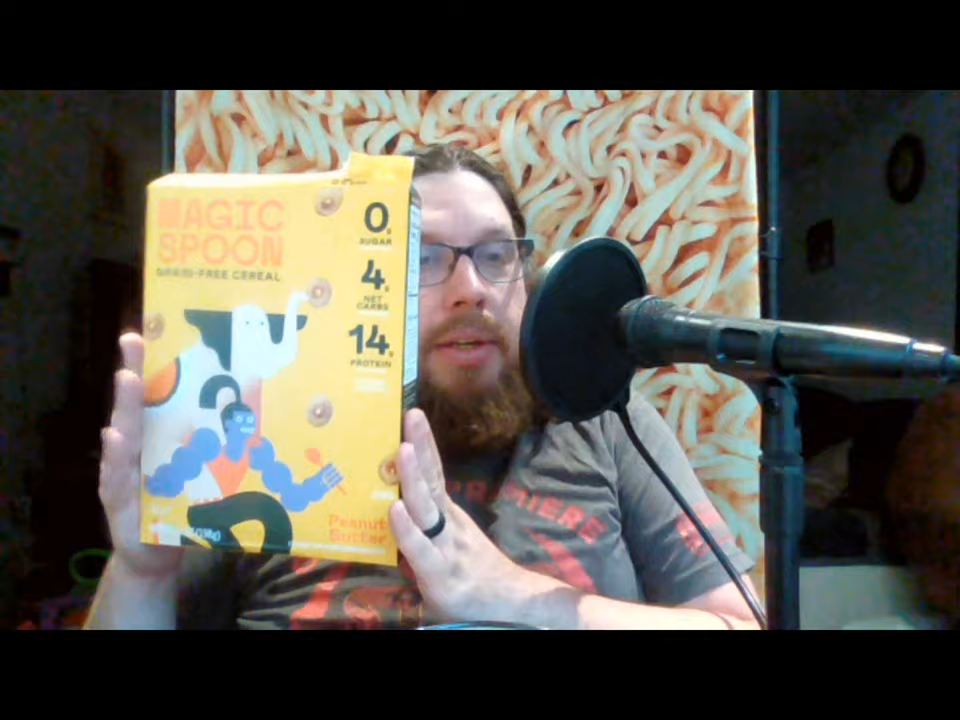 MAGIC
SPOON
GRAIN-FREE CEREAL
0g
SUGAR
4g
NET
CARBS
14g
PROTEIN
Peanut
Butter
PREMIERE